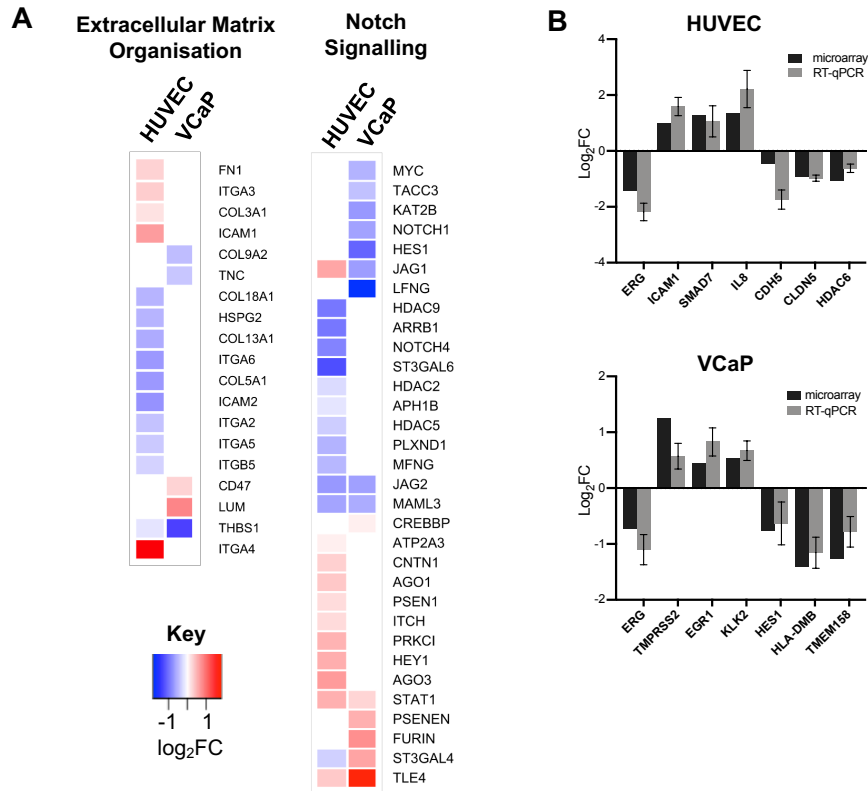 A
Extracellular Matrix
Organisation
HUVEC
VCaP
FN1
ITGA3
COL3A1
ICAM1
COL9A2
TNC
COL18A1
HSPG2
COL13A1
ITGA6
COL5A1
ICAM2
ITGA2
ITGA5
ITGB5
CD47
LUM
THBS1
ITGA4
Key
-1 1
log2FC
Notch
Signalling
HUVEC
VCaP
MYC
TACC3
KAT2B
NOTCH1
HES1
JAG1
LFNG
HDAC9
ARRB1
NOTCH4
ST3GAL6
HDAC2
APH1B
HDAC5
PLXND1
MFNG
JAG2
MAML3
CREBBP
ATP2A3
CNTN1
AGO1
PSEN1
ITCH
PRKCI
HEY1
AGO3
STAT1
PSENEN
FURIN
ST3GAL4
TLE4
B
HUVEC
microarray
RT-qPCR
Log2FC
4
2
0
-2
-4
ERG
ICAM1
SMAD7
IL8
CDH5
CLDN5
HDAC6
VCaP
microarray
RT-qPCR
Log2FC
2
1
0
-1
-2
ERG
TMPRSS2
EGR1
KLK2
HES1
HLA-DMB
TMEM158